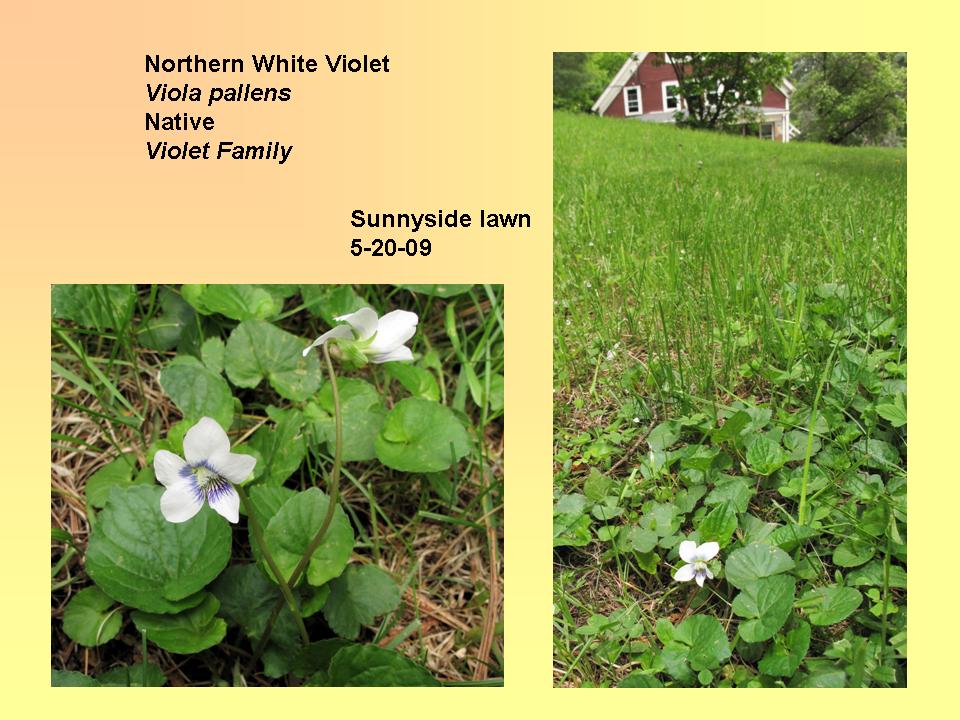 Northern White Violet
Viola pallens
Native
Violet Family
Sunnyside lawn
5-20-09